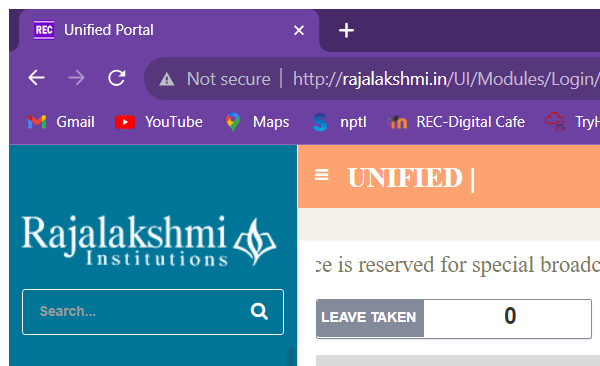 REC Unified Portal
Not secure | http://rajalakshmi.in/UI/Modules/Login/
Gmail YouTube Maps nptl REC-Digital Cafe TryH
UNIFIED |
Rajalakshmi
Institutions
ce is reserved for special broadc
Search...
LEAVE TAKEN 0